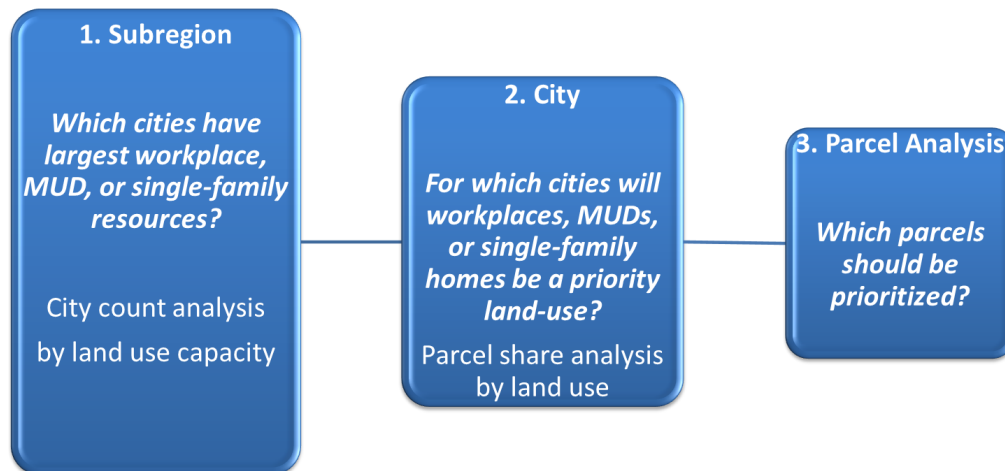 1. Subregion
Which cities have
largest workplace,
MUD, or single-family
resources?
City count analysis
by land use capacity
2. City
For which cities will
workplaces, MUDs,
or single-family
homes be a priority
land-use?
Parcel share analysis
by land use
3. Parcel Analysis
Which parcels
should be
prioritized?